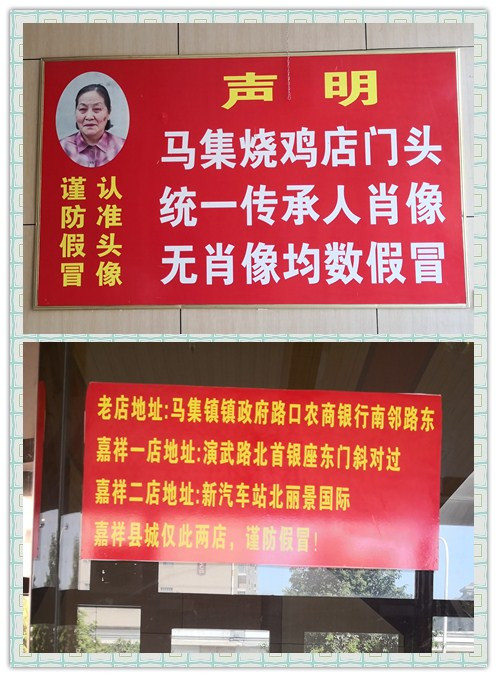 声明
马集烧鸡店门头
统一传承人肖像
无肖像均数假冒
认准头像
谨防假冒
老店地址:马集镇镇政府路口农商银行南邻路东
嘉祥一店地址:演武路北首银座东门斜对过
嘉祥二店地址:新汽车站北丽景国际
嘉祥县城仅此两店，谨防假冒！